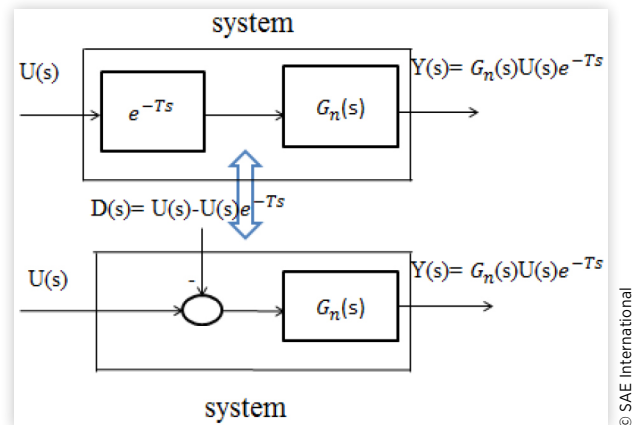 system
U(s)
Y(s)= Gₙ(s)U(s)e⁻ᵀˢ
e⁻ᵀˢ
Gₙ(s)
D(s)= U(s)-U(s)e⁻ᵀˢ
U(s)
-
Y(s)= Gₙ(s)U(s)e⁻ᵀˢ
Gₙ(s)
system
© SAE International